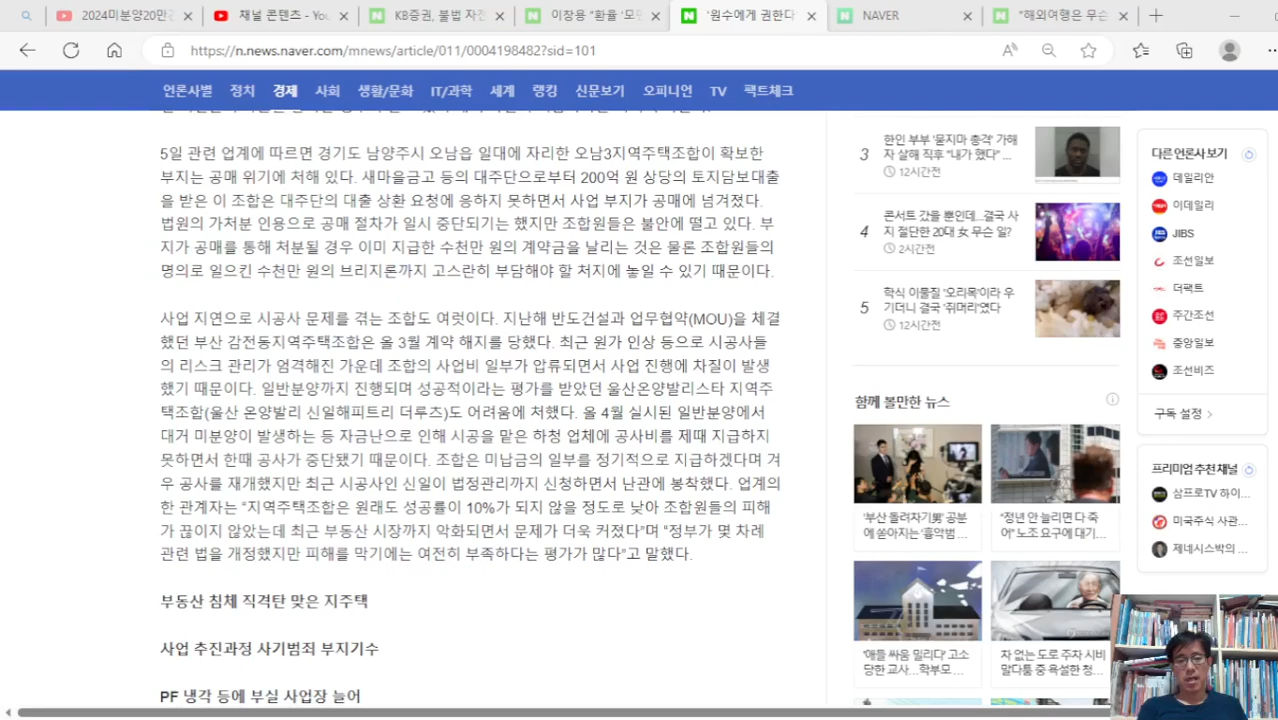 2024미분양20만
채널 콘텐츠 - You
KB증권, 불법 자전
이창용 "환율 '모
'원수에게 권한다
NAVER
"해외여행은 무슨
https://n.news.naver.com/mnews/article/011/0004198482?sid=101
언론사별 정치 경제 사회 생활/문화 IT/과학 세계 랭킹 신문보기 오피니언 TV 팩트체크
5일 관련 업계에 따르면 경기도 남양주시 오남읍 일대에 자리한 오남3지역주택조합이 확보한
부지는 공매 위기에 처해 있다. 새마을금고 등의 대주단으로부터 200억 원 상당의 토지담보대출
을 받은 이 조합은 대주단의 대출 상환 요청에 응하지 못하면서 사업 부지가 공매에 넘겨졌다.
법원의 가처분 인용으로 공매 절차가 일시 중단되기는 했지만 조합원들은 불안에 떨고 있다. 부
지가 공매를 통해 처분될 경우 이미 지급한 수천만 원의 계약금을 날리는 것은 물론 조합원들의
명의로 일으킨 수천만 원의 브리지론까지 고스란히 부담해야 할 처지에 놓일 수 있기 때문이다.
사업 지연으로 시공사 문제를 겪는 조합도 여럿이다. 지난해 반도건설과 업무협약(MOU)을 체결
했던 부산 감전동지역주택조합은 올 3월 계약 해지를 당했다. 최근 원가 인상 등으로 시공사들
의 리스크 관리가 엄격해진 가운데 조합의 사업비 일부가 압류되면서 사업 진행에 차질이 발생
했기 때문이다. 일반분양까지 진행되며 성공적이라는 평가를 받았던 울산온양발리스타 지역주
택조합(울산 온양발리 신일해피트리 더루츠)도 어려움에 처했다. 올 4월 실시된 일반분양에서
대거 미분양이 발생하는 등 자금난으로 인해 시공을 맡은 하청 업체에 공사비를 제때 지급하지
못하면서 한때 공사가 중단됐기 때문이다. 조합은 미납금의 일부를 정기적으로 지급하겠다며 겨
우 공사를 재개했지만 최근 시공사인 신일이 법정관리까지 신청하면서 난관에 봉착했다. 업계의
한 관계자는 “지역주택조합은 원래도 성공률이 10%가 되지 않을 정도로 낮아 조합원들의 피해
가 끊이지 않았는데 최근 부동산 시장까지 악화되면서 문제가 더욱 커졌다”며 “정부가 몇 차례
관련 법을 개정했지만 피해를 막기에는 여전히 부족하다는 평가가 많다”고 말했다.
부동산 침체 직격탄 맞은 지주택
사업 추진과정 사기범죄 부지기수
PF 냉각 등에 부실 사업장 늘어
3
한인 부부 '묻지마 총격' 가해
자 살해 직후 "내가 했다" ...
12시간전
4
콘서트 갔을 뿐인데...결국 사
지 절단한 20대 女 무슨 일?
2시간전
5
학식 이물질 '오리목'이라 우
기더니 결국 '쥐머리'였다
12시간전
함께 볼만한 뉴스
'부산 돌려차기男' 공분
에 쏟아지는 '흉악범 ...
"정년 안 늘리면 다 죽
어" 노조 요구에 대기...
"애들 싸움 밀리다' 고소
당한 교사...학부모 ...
차 없는 도로 주차 시비
말다툼 중 욕설한 청...
다른 언론사 보기
데일리안
이데일리
JIBS
조선일보
더팩트
주간조선
중앙일보
조선비즈
구독 설정 >
프리미엄 추천 채널
삼프로TV 하이...
미국주식 사관...
제네시스박의 ...